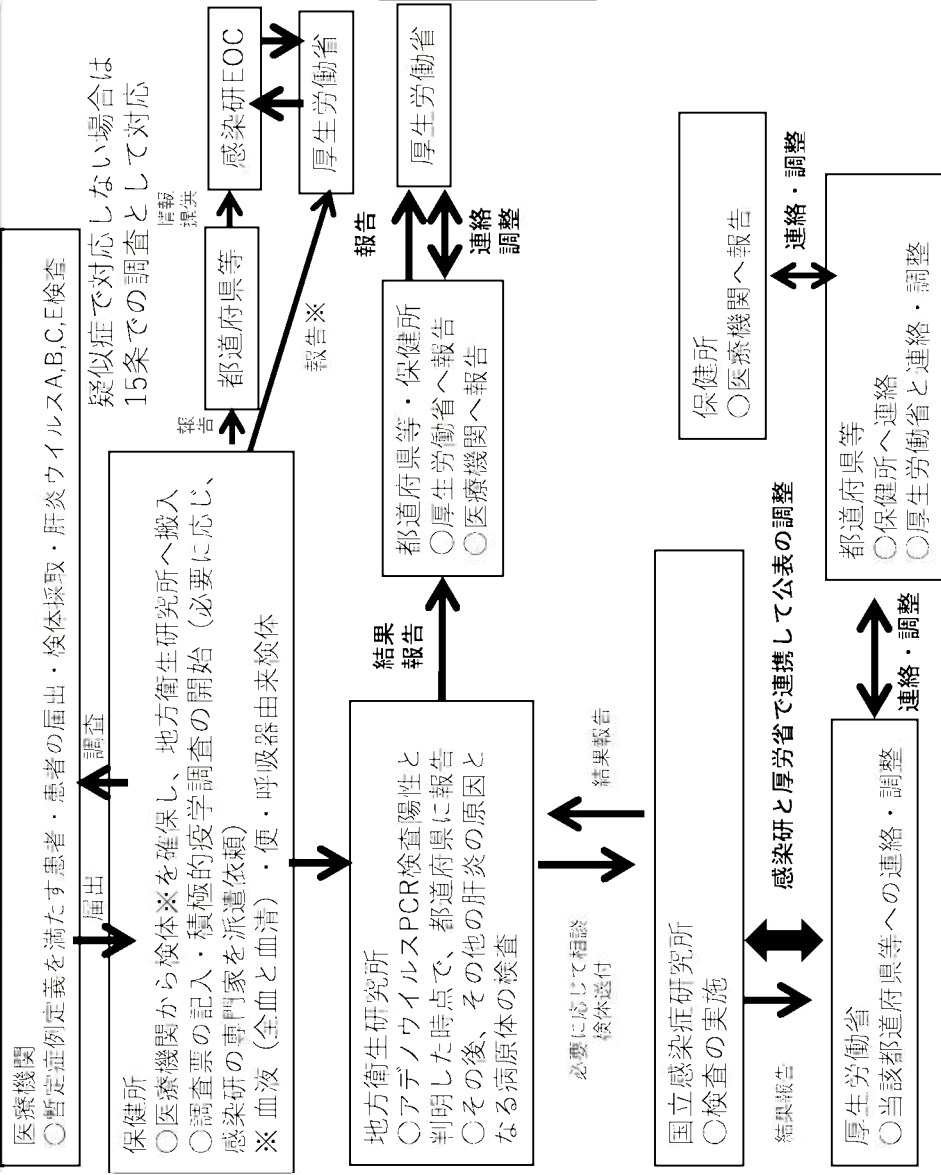 医療機関
○暫定症例定義を満たす患者・患者の届出・検体採取・肝炎ウイルスA,B,C,E検査
届出
調査
保健所
○医療機関から検体※を確保し、地方衛生研究所へ搬入
○調査票の記入・積極的疫学調査の開始（必要に応じ、
感染研の専門家を派遣依頼）
※血液（全血と血清）・便・呼吸器由来検体
疑似症で対応しない場合は
15条での調査として対応
報告
都道府県等
情報
提供
感染研EOC
厚生労働省
報告※
地方衛生研究所
○アデノウイルスPCR検査陽性と
判明した時点で、都道府県に報告
○その後、その他の肝炎の原因と
なる病原体の検査
結果
報告
都道府県等・保健所
○厚生労働省へ報告
○医療機関へ報告
報告
連絡
調整
厚生労働省
必要に応じて相談
検体送付
結果報告
国立感染症研究所
○検査の実施
結果報告
感染研と厚労省で連携して公表の調整
厚生労働省
○当該都道府県等への連絡・調整
連絡・調整
都道府県等
○保健所へ連絡
○厚生労働省と連絡・調整
連絡・調整
保健所
○医療機関へ報告